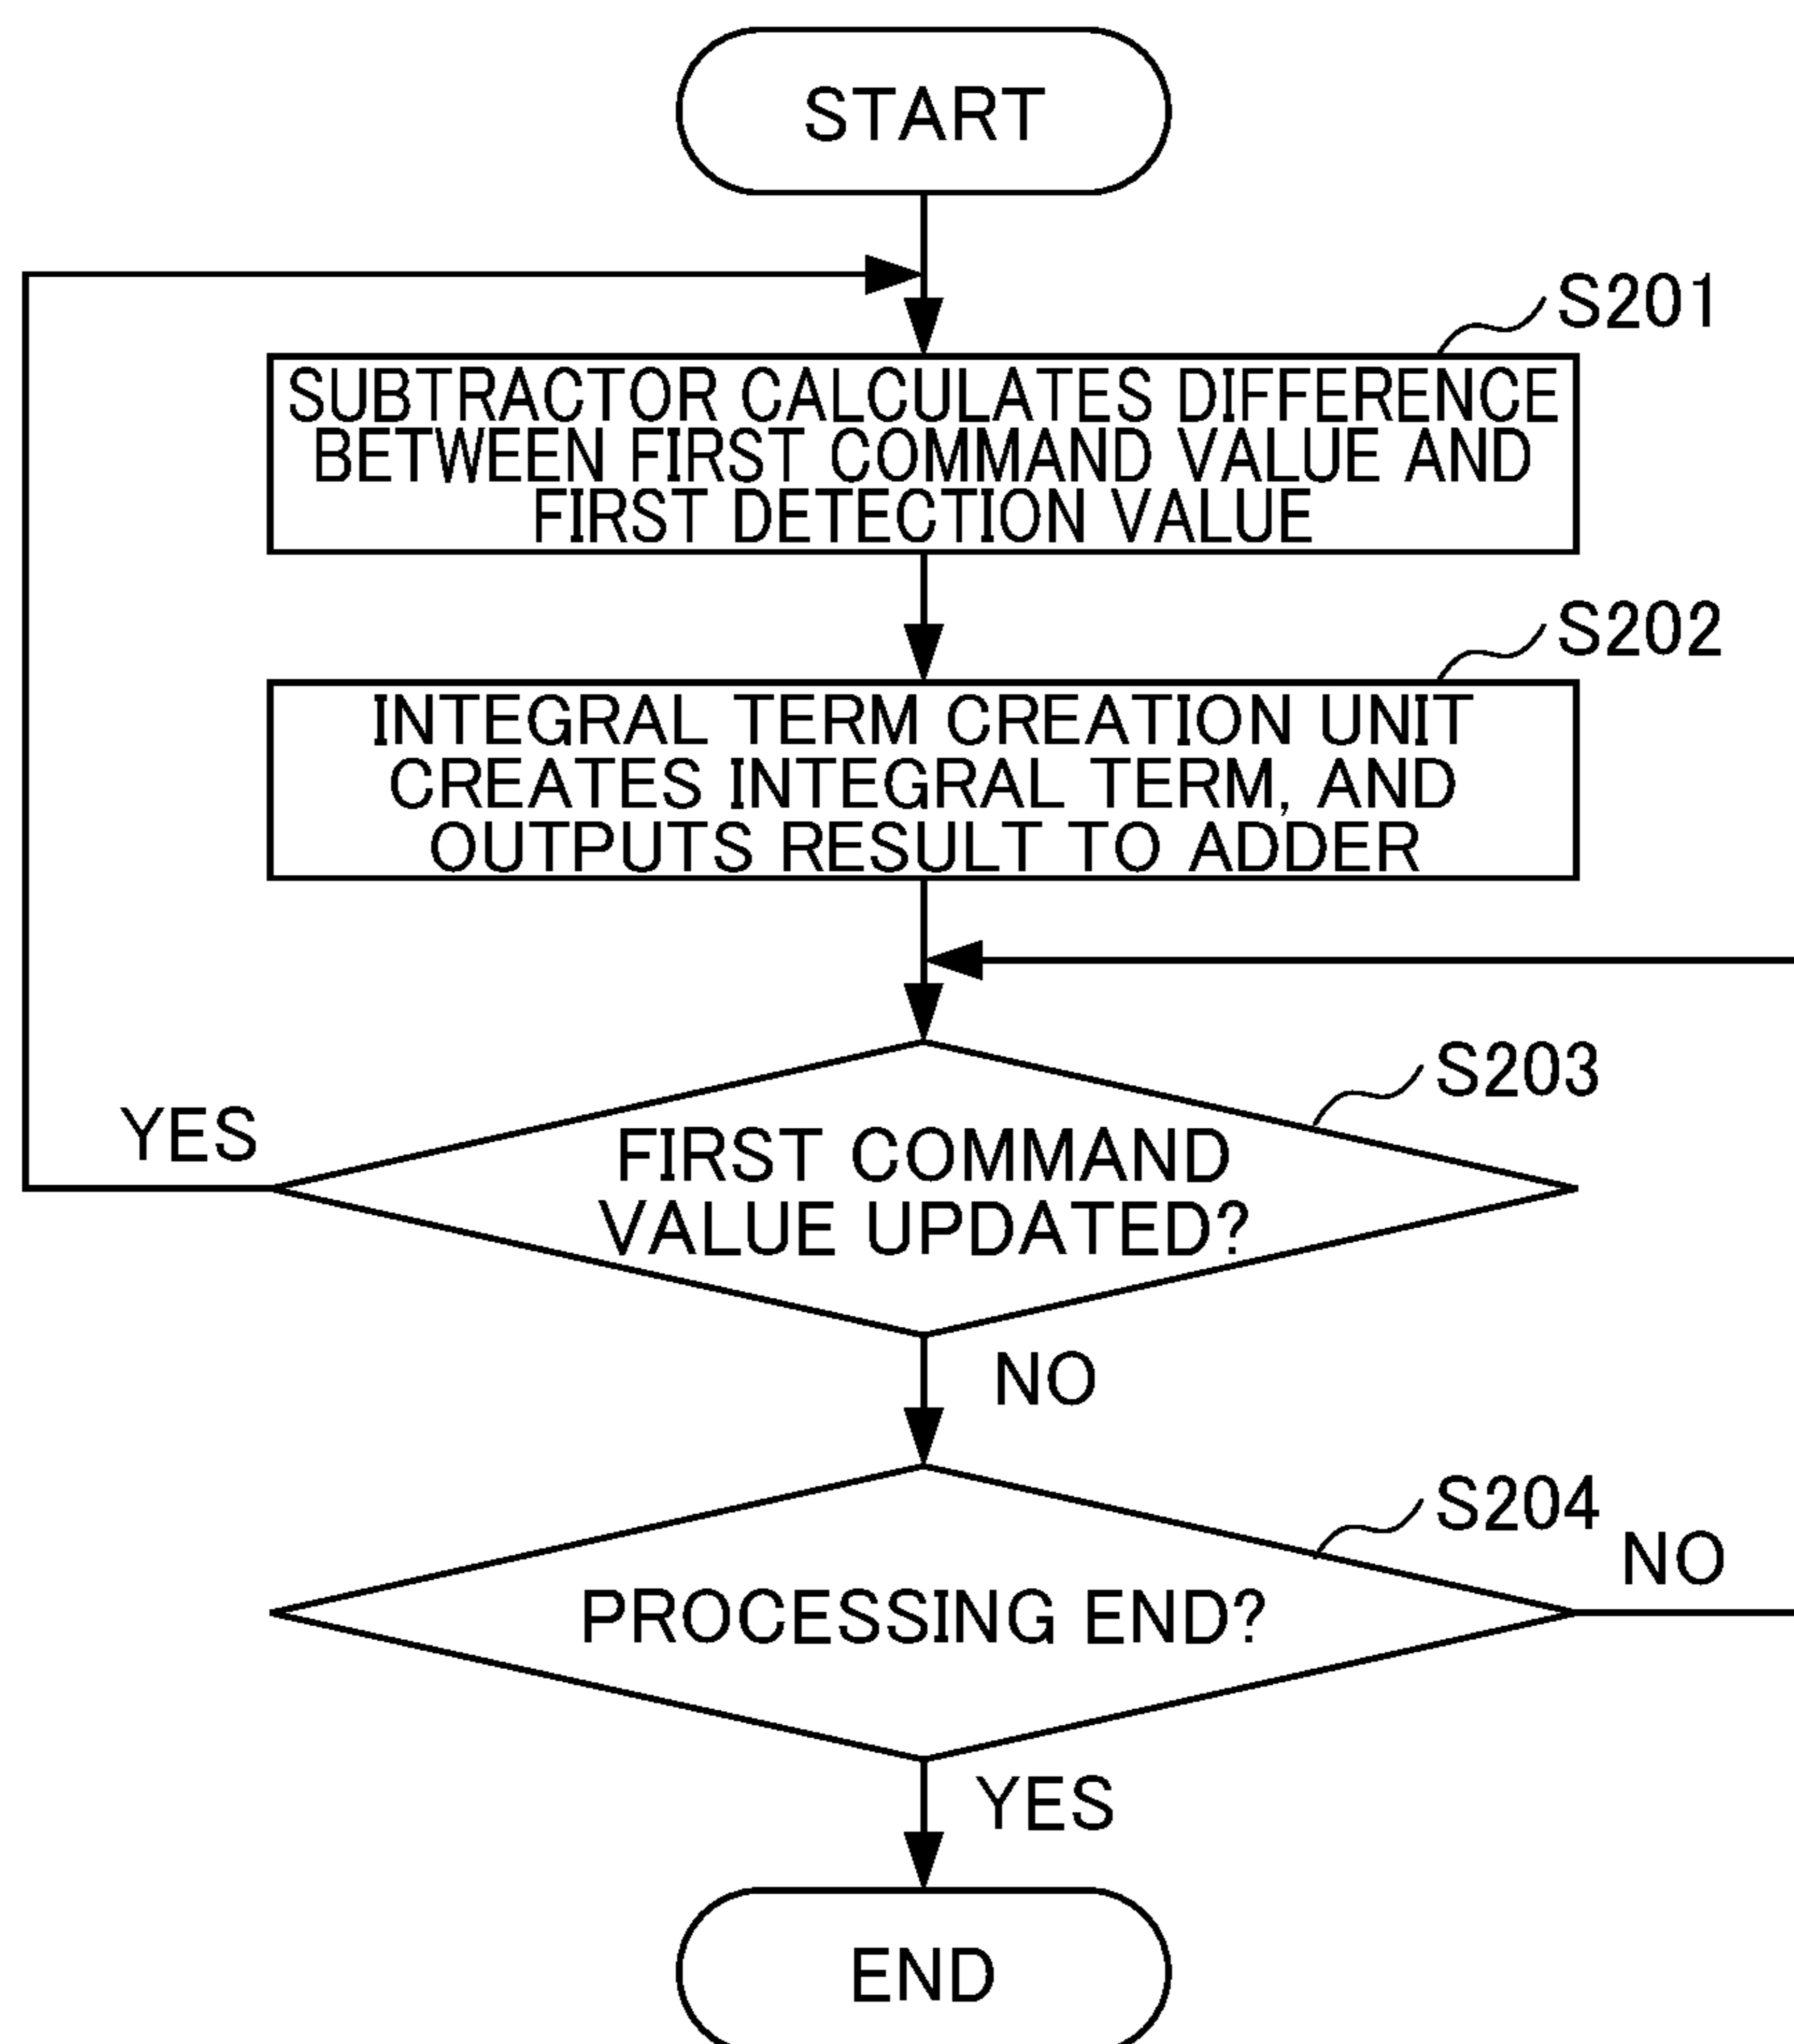 START
S201
SUBTRACTOR CALCULATES DIFFERENCE
BETWEEN FIRST COMMAND VALUE AND
FIRST DETECTION VALUE
S202
INTEGRAL TERM CREATION UNIT
CREATES INTEGRAL TERM, AND
OUTPUTS RESULT TO ADDER
S203
YES
FIRST COMMAND
VALUE UPDATED?
NO
S204
NO
PROCESSING END?
YES
END